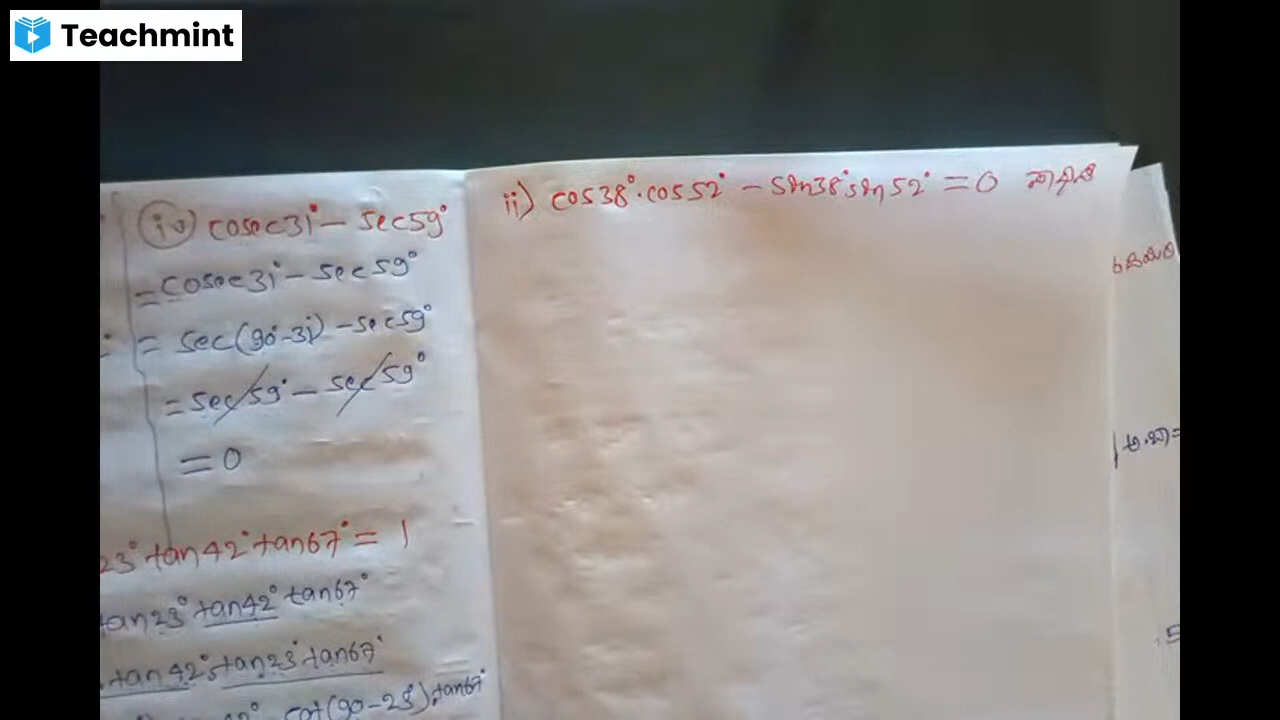 Teachmint
iv) cosec31° - sec59°
= cosec31° - sec59°
= sec(90°-31°) - sec59°
= sec59° - sec59°
= 0
23° tan42° tan67° = 1
tan23° tan42° tan67°
tan42° tan23° tan67°
cot(90-23°) tan67°
ii) cos38°·cos52° - sin38° sin52° = 0 ಸಾಧಿಸಿ